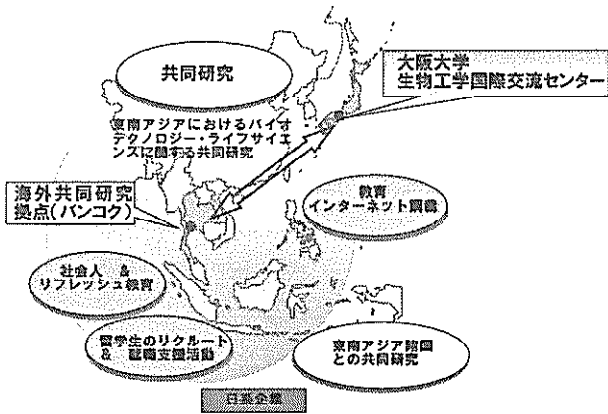 共同研究
大阪大学
生物工学国際交流センター
東南アジアにおけるバイオ
テクノロジー・ライフサイエ
ンスに関する共同研究
海外共同研究
拠点(バンコク)
教育
インターネット講義
社会人 &
リフレッシュ教育
留学生のリクルート
& 就職支援活動
東南アジア諸国
との共同研究
日系企業